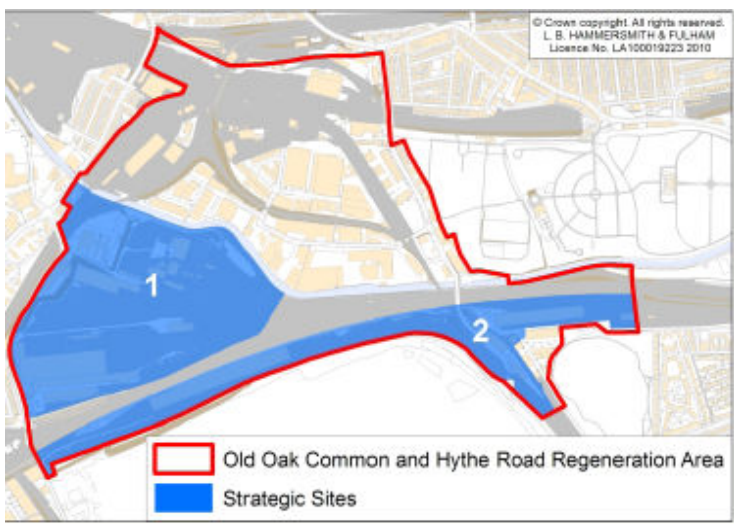 © Crown copyright. All rights reserved.
L. B. HAMMERSMITH & FULHAM
Licence No. LA100019223 2010
1
2
Old Oak Common and Hythe Road Regeneration Area
Strategic Sites